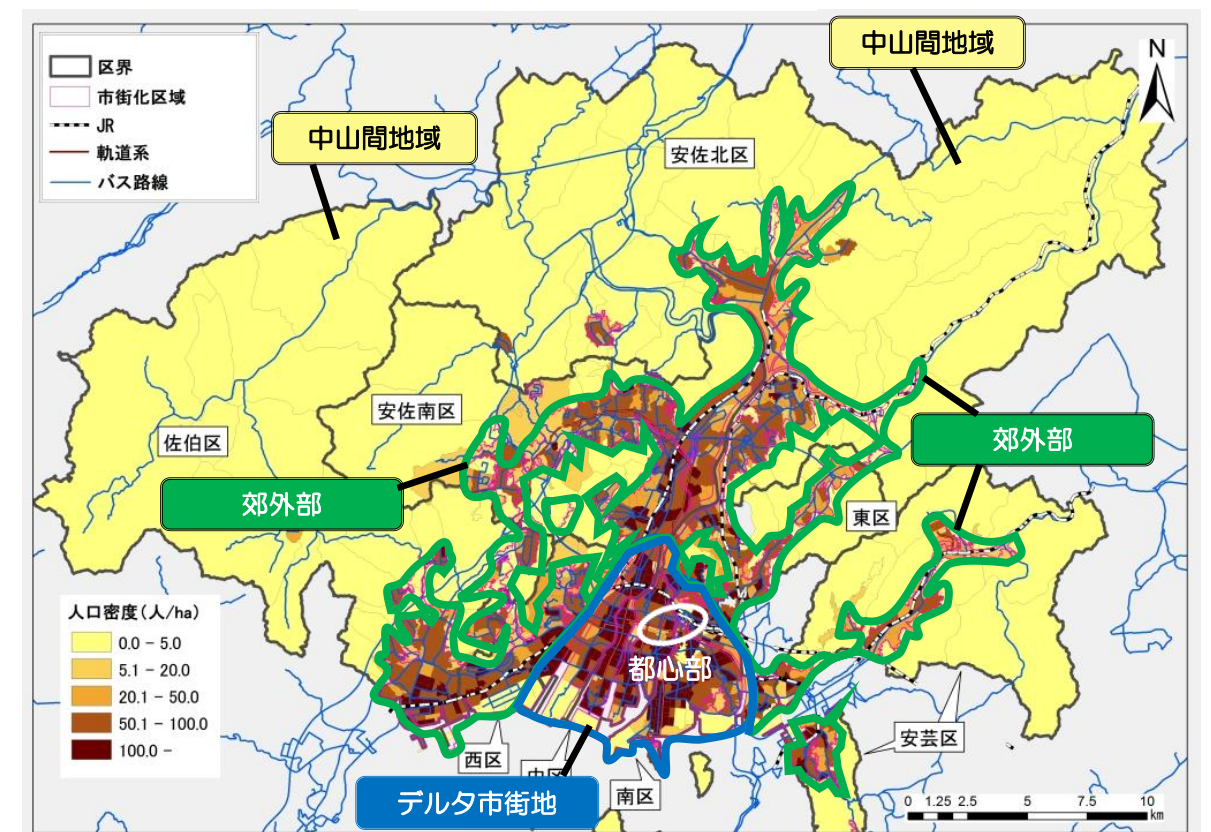 区界
市街化区域
JR
軌道系
バス路線
中山間地域
中山間地域
N
安佐北区
安佐南区
佐伯区
郊外部
郊外部
東区
都心部
人口密度(人/ha)
0.0 − 5.0
5.1 − 20.0
20.1 − 50.0
50.1 − 100.0
100.0 −
西区
中区
南区
安芸区
デルタ市街地
0 1.25 2.5 5 7.5 10
km